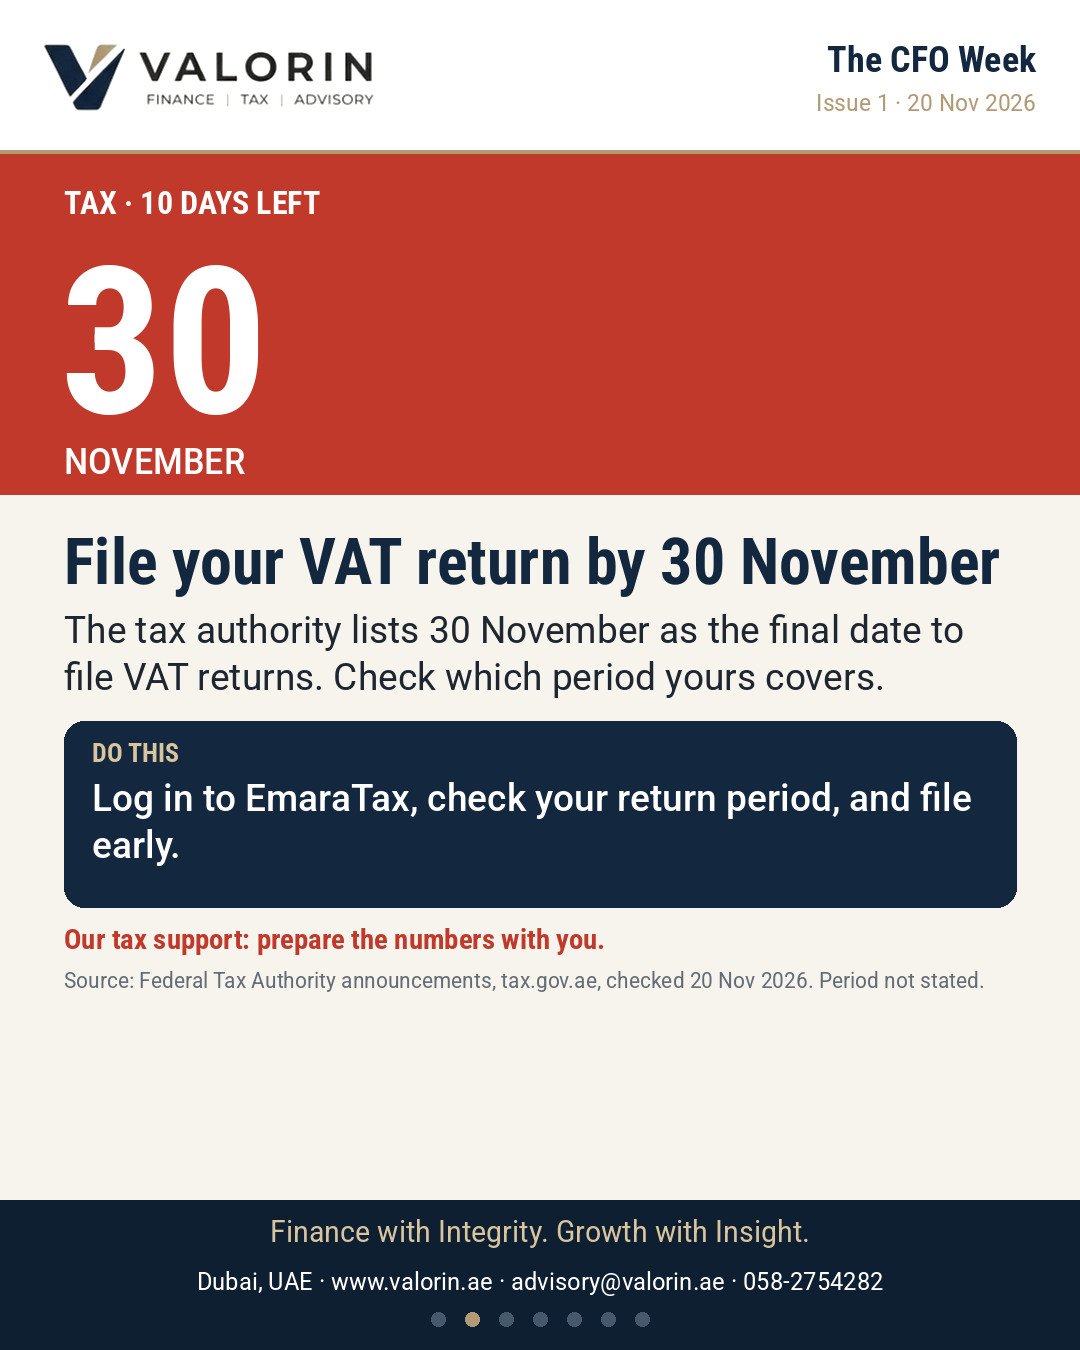 VALORIN
FINANCE | TAX | ADVISORY
The CFO Week
Issue 1 · 20 Nov 2026
TAX · 10 DAYS LEFT
30
NOVEMBER
File your VAT return by 30 November
The tax authority lists 30 November as the final date to
file VAT returns. Check which period yours covers.
DO THIS
Log in to EmaraTax, check your return period, and file
early.
Our tax support: prepare the numbers with you.
Source: Federal Tax Authority announcements, tax.gov.ae, checked 20 Nov 2026. Period not stated.
Finance with Integrity. Growth with Insight.
Dubai, UAE · www.valorin.ae · advisory@valorin.ae · 058-2754282